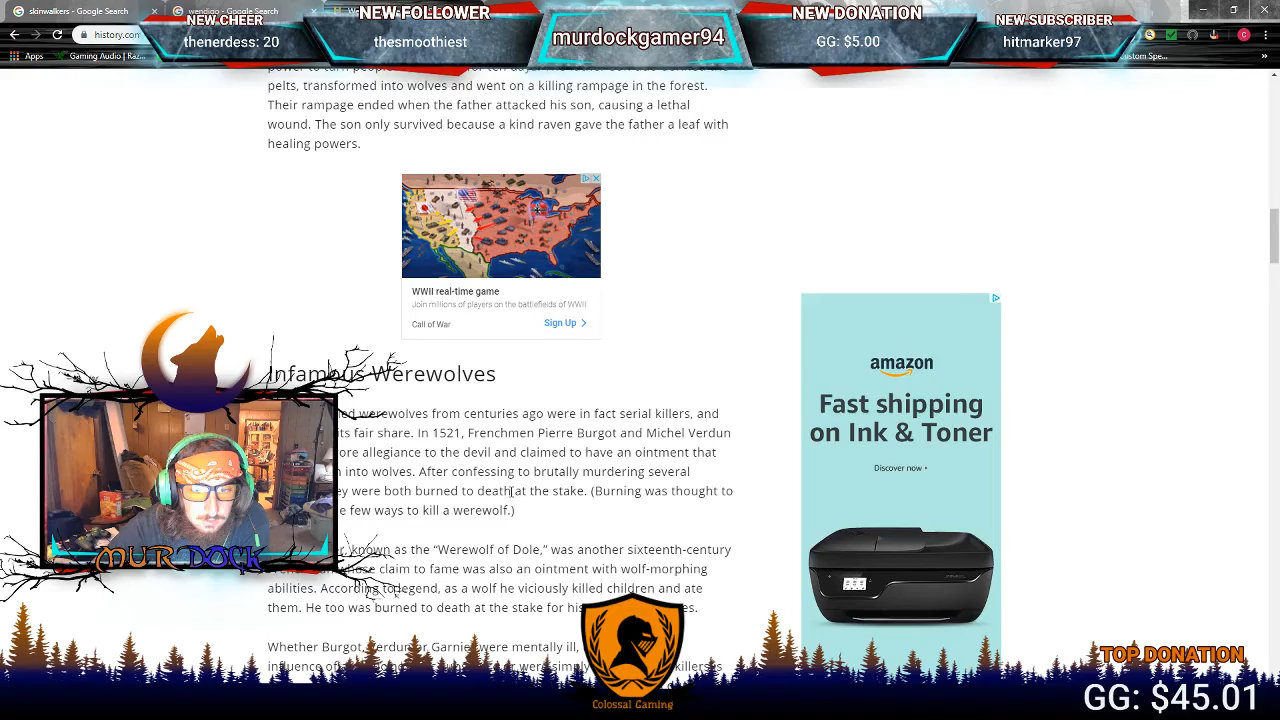 skinwalkers - Google Search
wendigo - Google Search
NEW CHEER
thenerdess: 20
NEW FOLLOWER
thesmoothiest
murdockgamer94
NEW DONATION
GG: $5.00
NEW SUBSCRIBER
hitmarker97
history.com
Apps
Gaming Audio | Raz...
Custom Spe...
power to turn
pelts, transformed into wolves and went on a killing rampage in the forest.
Their rampage ended when the father attacked his son, causing a lethal
wound. The son only survived because a kind raven gave the father a leaf with
healing powers.
WWII real-time game
Join millions of players on the battlefields of WWII
Call of War
Sign Up
Infamous Werewolves
werewolves from centuries ago were in fact serial killers, and
its fair share. In 1521, Frenchmen Pierre Burgot and Michel Verdun
allegiance to the devil and claimed to have an ointment that
into wolves. After confessing to brutally murdering several
they were both burned to death at the stake. (Burning was thought to
few ways to kill a werewolf.)
known as the “Werewolf of Dole,” was another sixteenth-century
claim to fame was also an ointment with wolf-morphing
abilities. According to legend, as a wolf he viciously killed children and ate
them. He too was burned to death at the stake for his
Whether Burgot, Verdun or Garnier were mentally ill,
influence of
were simply
killers is
amazon
Fast shipping
on Ink & Toner
Discover now
MURDOCK
Colossal Gaming
TOP DONATION
GG: $45.01